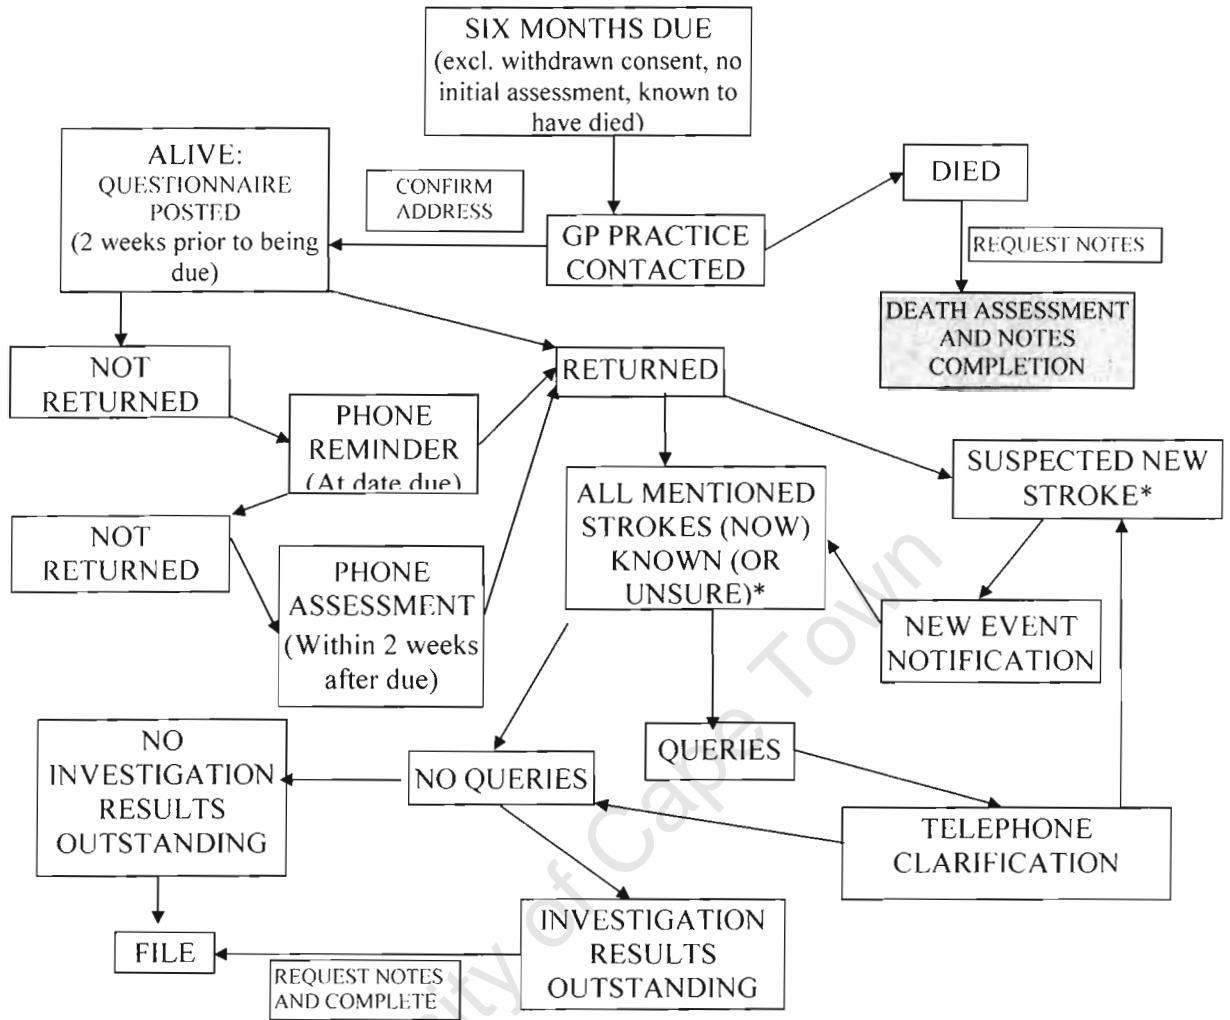 SIX MONTHS DUE
(excl. withdrawn consent, no
initial assessment, known to
have died)
ALIVE:
QUESTIONNAIRE
POSTED
(2 weeks prior to being
due)
CONFIRM
ADDRESS
GP PRACTICE
CONTACTED
DIED
REQUEST NOTES
DEATH ASSESSMENT
AND NOTES
COMPLETION
NOT
RETURNED
RETURNED
PHONE
REMINDER
(At date due)
SUSPECTED NEW
STROKE*
ALL MENTIONED
STROKES (NOW)
KNOWN (OR
UNSURE)*
NOT
RETURNED
PHONE
ASSESSMENT
(Within 2 weeks
after due)
NEW EVENT
NOTIFICATION
NO
INVESTIGATION
RESULTS
OUTSTANDING
NO QUERIES
QUERIES
TELEPHONE
CLARIFICATION
FILE
REQUEST NOTES
AND COMPLETE
INVESTIGATION
RESULTS
OUTSTANDING
of Cape Town